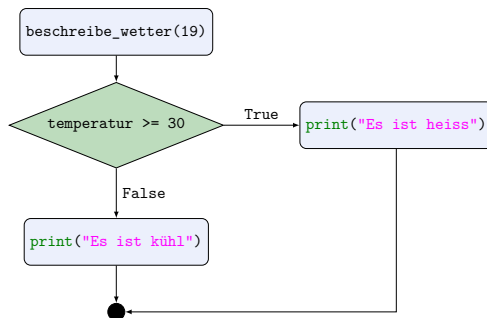 beschreibe_wetter(19)
temperatur >= 30
True
print("Es ist heiss")
False
print("Es ist kühl")